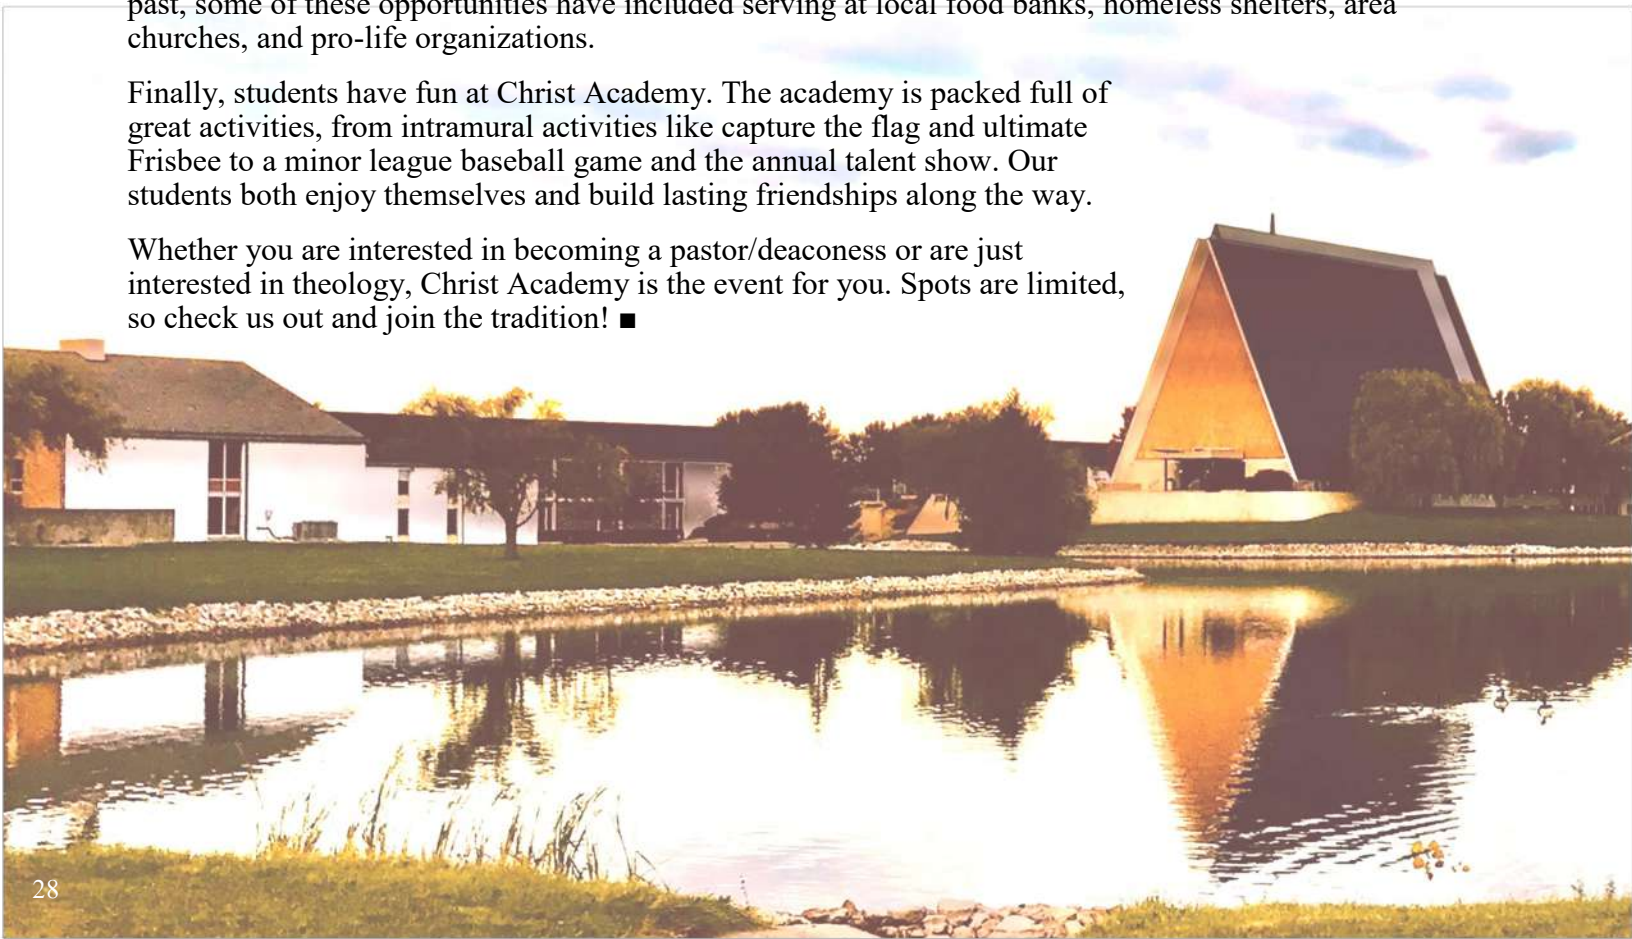 past, some of these opportunities have included serving at local food banks, homeless shelters, area
churches, and pro-life organizations.
Finally, students have fun at Christ Academy. The academy is packed full of
great activities, from intramural activities like capture the flag and ultimate
Frisbee to a minor league baseball game and the annual talent show. Our
students both enjoy themselves and build lasting friendships along the way.
Whether you are interested in becoming a pastor/deaconess or are just
interested in theology, Christ Academy is the event for you. Spots are limited,
so check us out and join the tradition! ■
28